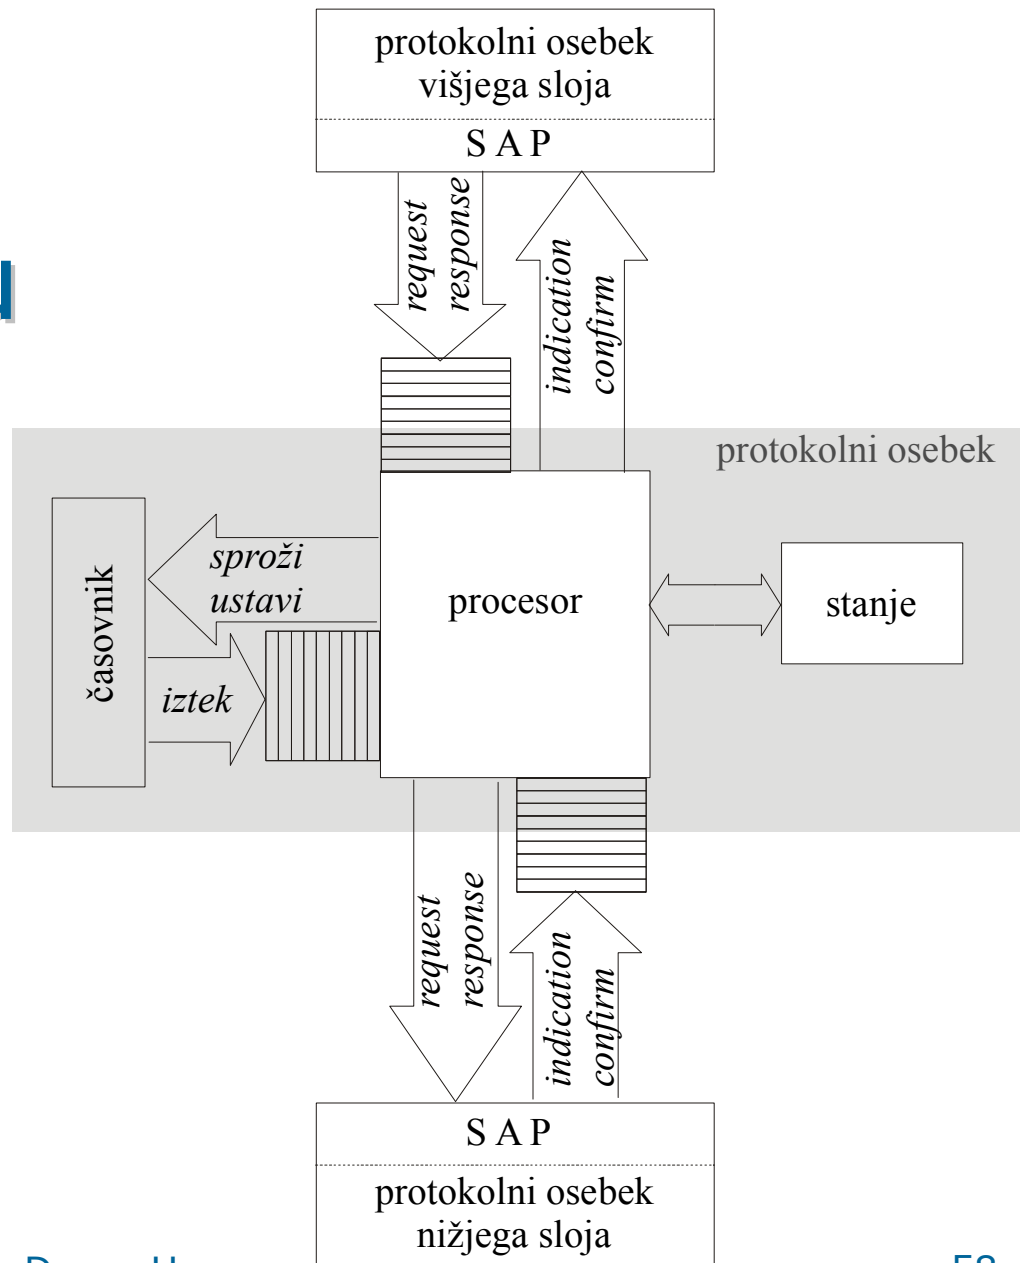 protokolni osebek
višjega sloja
S A P
request
response
indication
confirm
protokolni osebek
časovnik
sproži
ustavi
iztek
procesor
stanje
request
response
indication
confirm
S A P
protokolni osebek
nižjega sloja